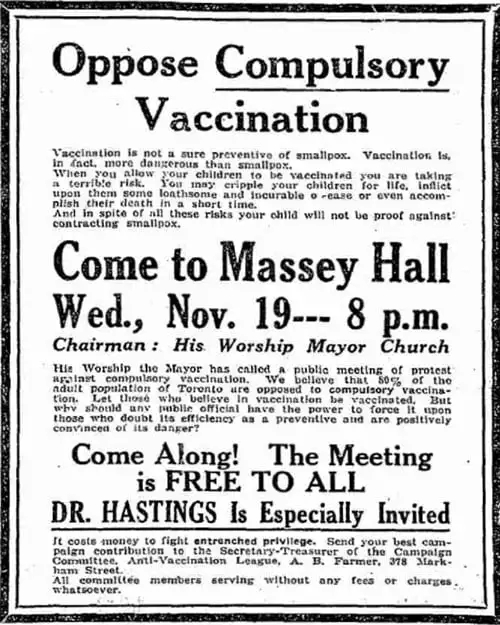 Oppose Compulsory
Vaccination
Vaccination is not a sure preventive of smallpox. Vaccination is,
in fact, more dangerous than smallpox.
When you allow your children to be vaccinated you are taking
a terrible risk. You may cripple your children for life, inflict
upon them some loathsome and incurable or even accom-
plish their death in a short time.
And in spite of all these risks your child will not be proof against
contracting smallpox.
Come to Massey Hall
Wed., Nov. 19--- 8 p.m.
Chairman: His Worship Mayor Church
His Worship the Mayor has called a public meeting of protest
against compulsory vaccination. We believe that of the
adult population of Toronto are opposed to compulsory vaccina-
tion. Let those who believe in vaccination be vaccinated. But
why should any public official have the power to force it upon
those who doubt its efficiency as a preventive and are positively
convinced of its danger?
Come Along! The Meeting
is FREE TO ALL
DR. HASTINGS Is Especially Invited
It costs money to fight entrenched privilege. Send your best cam-
paign contribution to the Secretary-Treasurer of the Campaign
Committee, Anti-Vaccination League, A. B. Farmer, 378 Mark-
ham Street.
All committee members serving without any fees or charges
whatsoever.